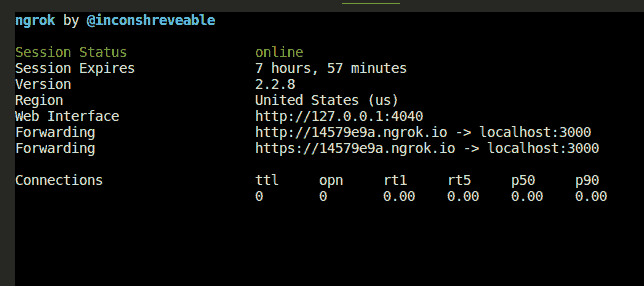 ngrok by @inconshreveable
Session Status online
Session Expires 7 hours, 57 minutes
Version 2.2.8
Region United States (us)
Web Interface http://127.0.0.1:4040
Forwarding http://14579e9a.ngrok.io -> localhost:3000
Forwarding https://14579e9a.ngrok.io -> localhost:3000
Connections ttl opn rt1 rt5 p50 p90
0 0 0.00 0.00 0.00 0.00